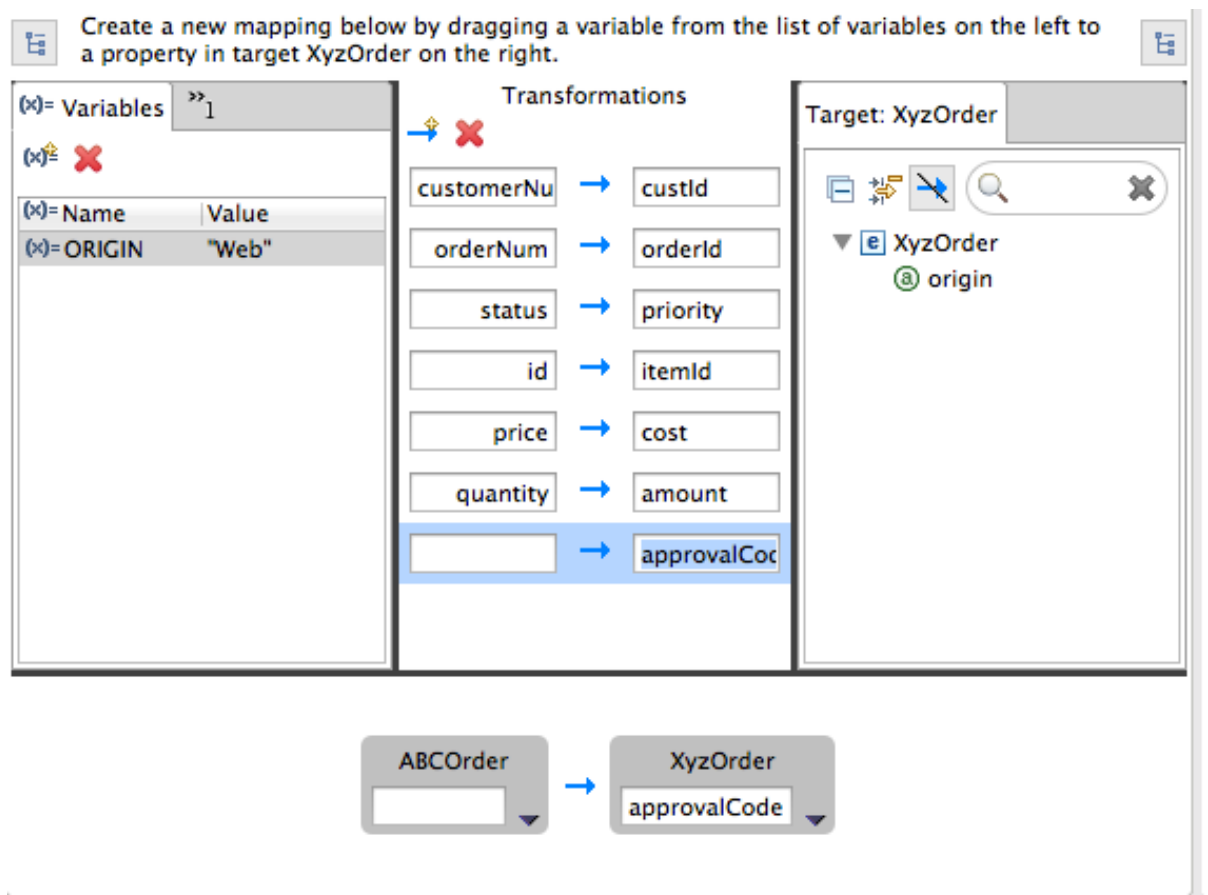 Create a new mapping below by dragging a variable from the list of variables on the left to
a property in target XyzOrder on the right.
(x)= Variables
»1
(x)=
(x)= Name Value
(x)= ORIGIN "Web"
Transformations
customerNu custId
orderNum orderId
status priority
id itemId
price cost
quantity amount
approvalCod
Target: XyzOrder
e XyzOrder
a origin
ABCOrder XyzOrder
approvalCode